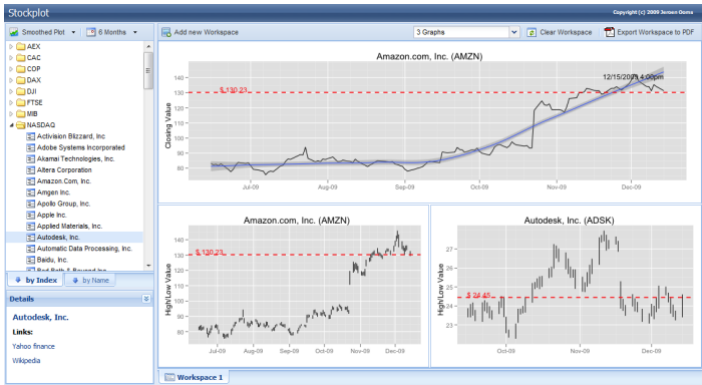 Stockplot
Copyright (c) 2009 Jeroen Ooms
Smoothed Plot
6 Months
Add new Workspace
3 Graphs
Clear Workspace
Export Workspace to PDF
AEX
CAC
COP
DAX
DJI
FTSE
MIB
NASDAQ
Activision Blizzard, Inc.
Adobe Systems Incorporated
Akamai Technologies, Inc.
Altera Corporation
Amazon.Com, Inc.
Amgen Inc.
Apollo Group, Inc.
Apple Inc.
Applied Materials, Inc.
Autodesk, Inc.
Automatic Data Processing, Inc.
Baidu, Inc.
Bed Bath & Beyond Inc.
by Index
by Name
Details
Autodesk, Inc.
Links:
Yahoo finance
Wikipedia
Amazon.com, Inc. (AMZN)
Closing Value
140
130
120
110
100
90
80
$ 130.23
12/15/2009 4:00pm
Jul-09
Aug-09
Sep-09
Oct-09
Nov-09
Dec-09
Amazon.com, Inc. (AMZN)
High/Low Value
140
130
120
110
100
90
80
$ 130.23
Jul-09
Aug-09
Sep-09
Oct-09
Nov-09
Dec-09
Autodesk, Inc. (ADSK)
High/Low Value
27
26
25
24
23
$ 24.45
Oct-09
Nov-09
Dec-09
Workspace 1